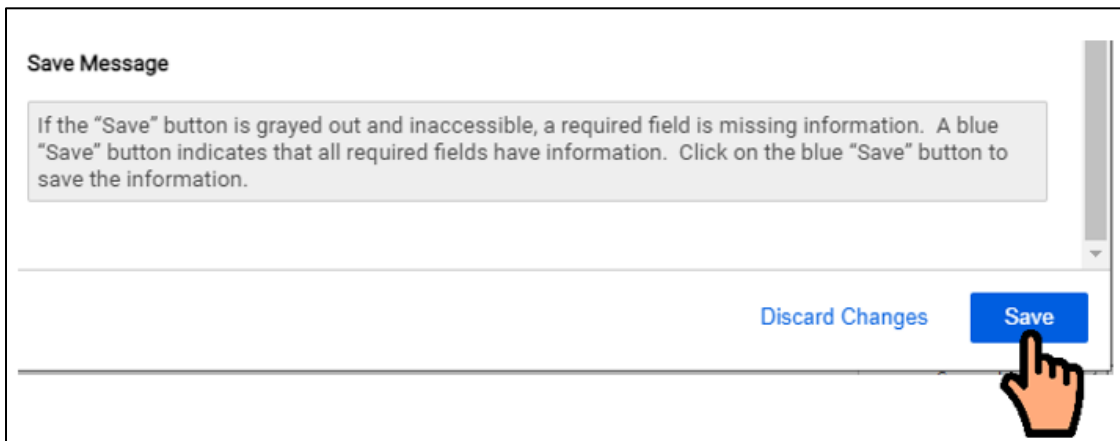 Save Message
If the “Save” button is grayed out and inaccessible, a required field is missing information.  A blue
“Save” button indicates that all required fields have information.  Click on the blue “Save” button to
save the information.
Discard Changes
Save